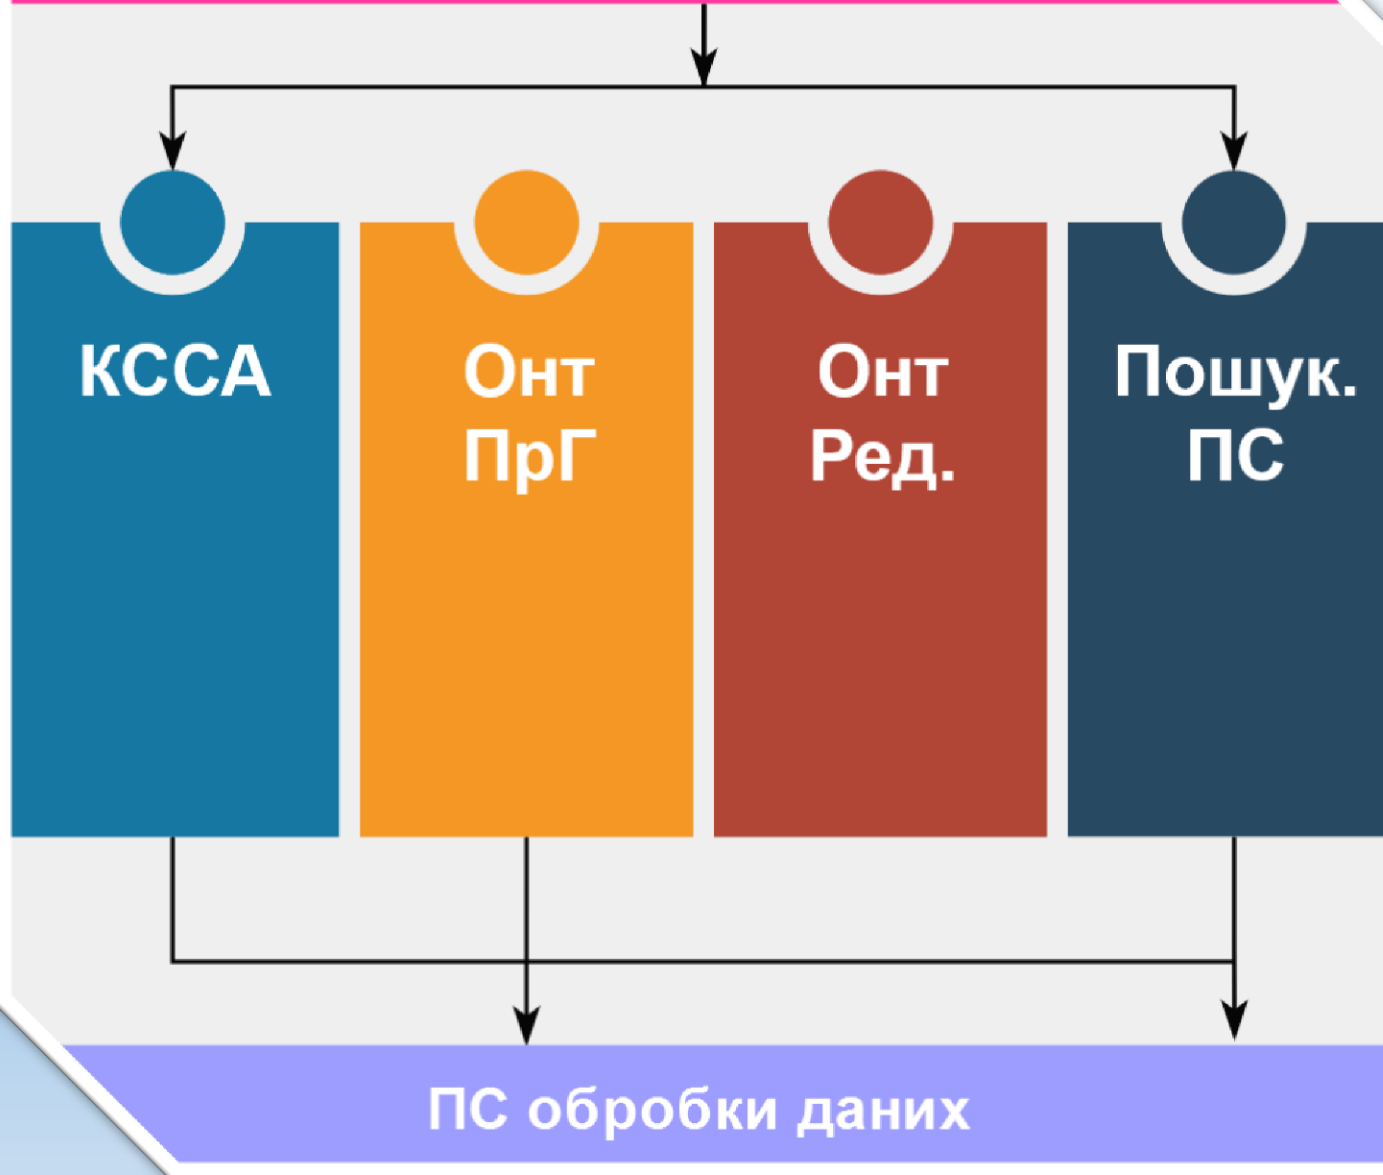 КССА
Онт
ПрГ
Онт
Ред.
Пошук.
ПС
ПС обробки даних